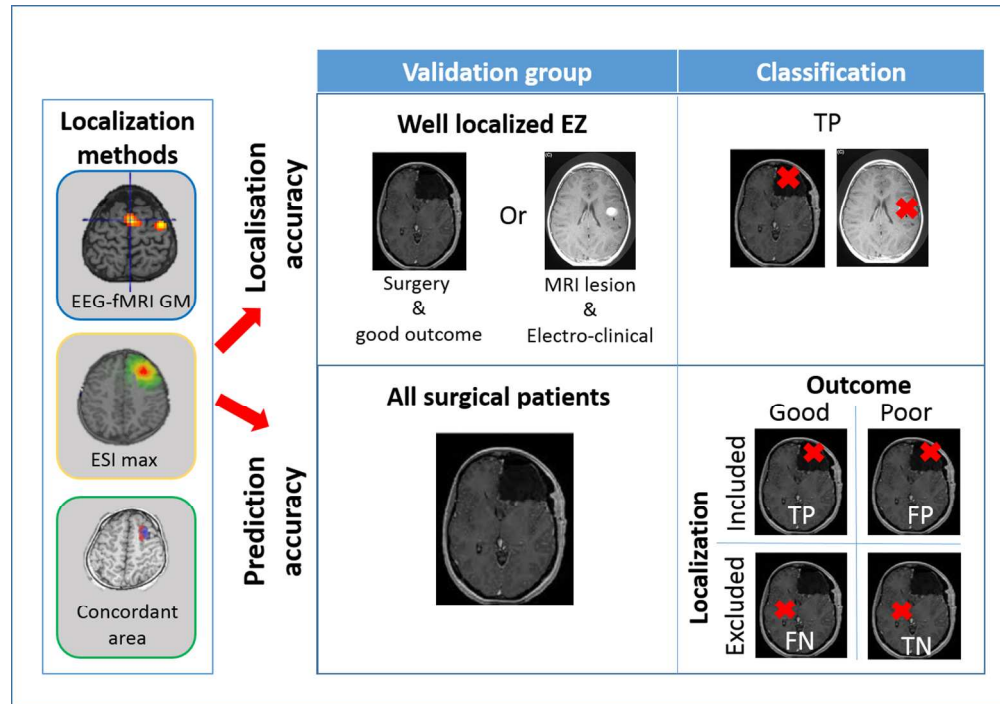 Validation group
Classification
Localization
methods
EEG-fMRI GM
ESI max
Concordant
area
Localisation
accuracy
Prediction
accuracy
Well localized EZ
Or
Surgery
&
good outcome
MRI lesion
&
Electro-clinical
TP
All surgical patients
Outcome
Good
Poor
Localization
Included
Excluded
TP
FP
FN
TN